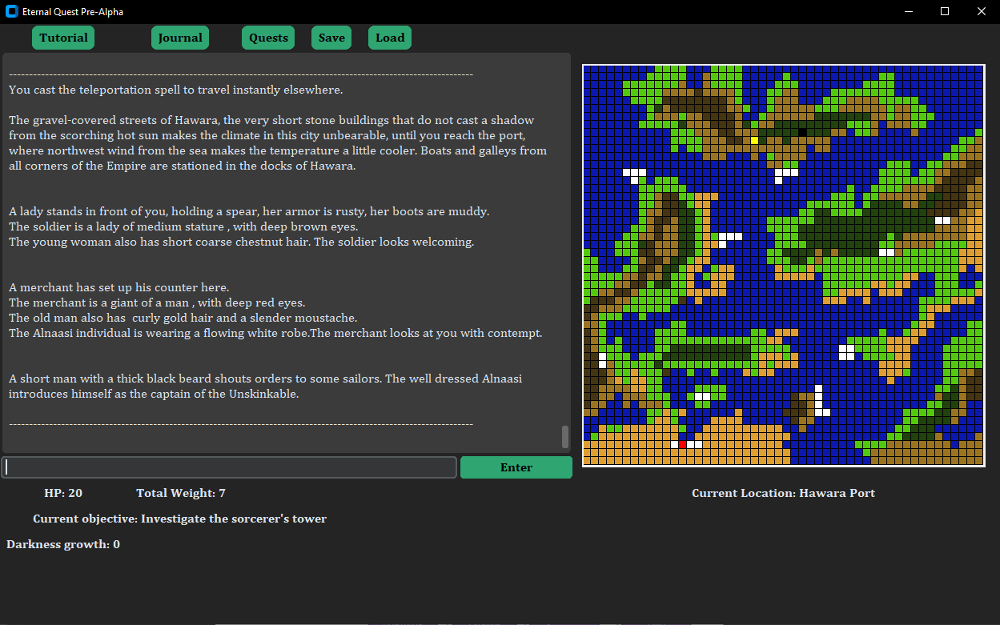 Eternal Quest Pre-Alpha
Tutorial Journal Quests Save Load
------------------------------------------------------------------------------------------------------------------------
You cast the teleportation spell to travel instantly elsewhere.
The gravel-covered streets of Hawara, the very short stone buildings that do not cast a shadow
from the scorching hot sun makes the climate in this city unbearable, until you reach the port,
where northwest wind from the sea makes the temperature a little cooler. Boats and galleys from
all corners of the Empire are stationed in the docks of Hawara.
A lady stands in front of you, holding a spear, her armor is rusty, her boots are muddy.
The soldier is a lady of medium stature , with deep brown eyes.
The young woman also has short coarse chestnut hair. The soldier looks welcoming.
A merchant has set up his counter here.
The merchant is a giant of a man , with deep red eyes.
The old man also has  curly gold hair and a slender moustache.
The Alnaasi individual is wearing a flowing white robe.The merchant looks at you with contempt.
A short man with a thick black beard shouts orders to some sailors. The well dressed Alnaasi
introduces himself as the captain of the Unskinkable.
------------------------------------------------------------------------------------------------------------------------
Enter
HP: 20 Total Weight: 7
Current Location: Hawara Port
Current objective: Investigate the sorcerer's tower
Darkness growth: 0